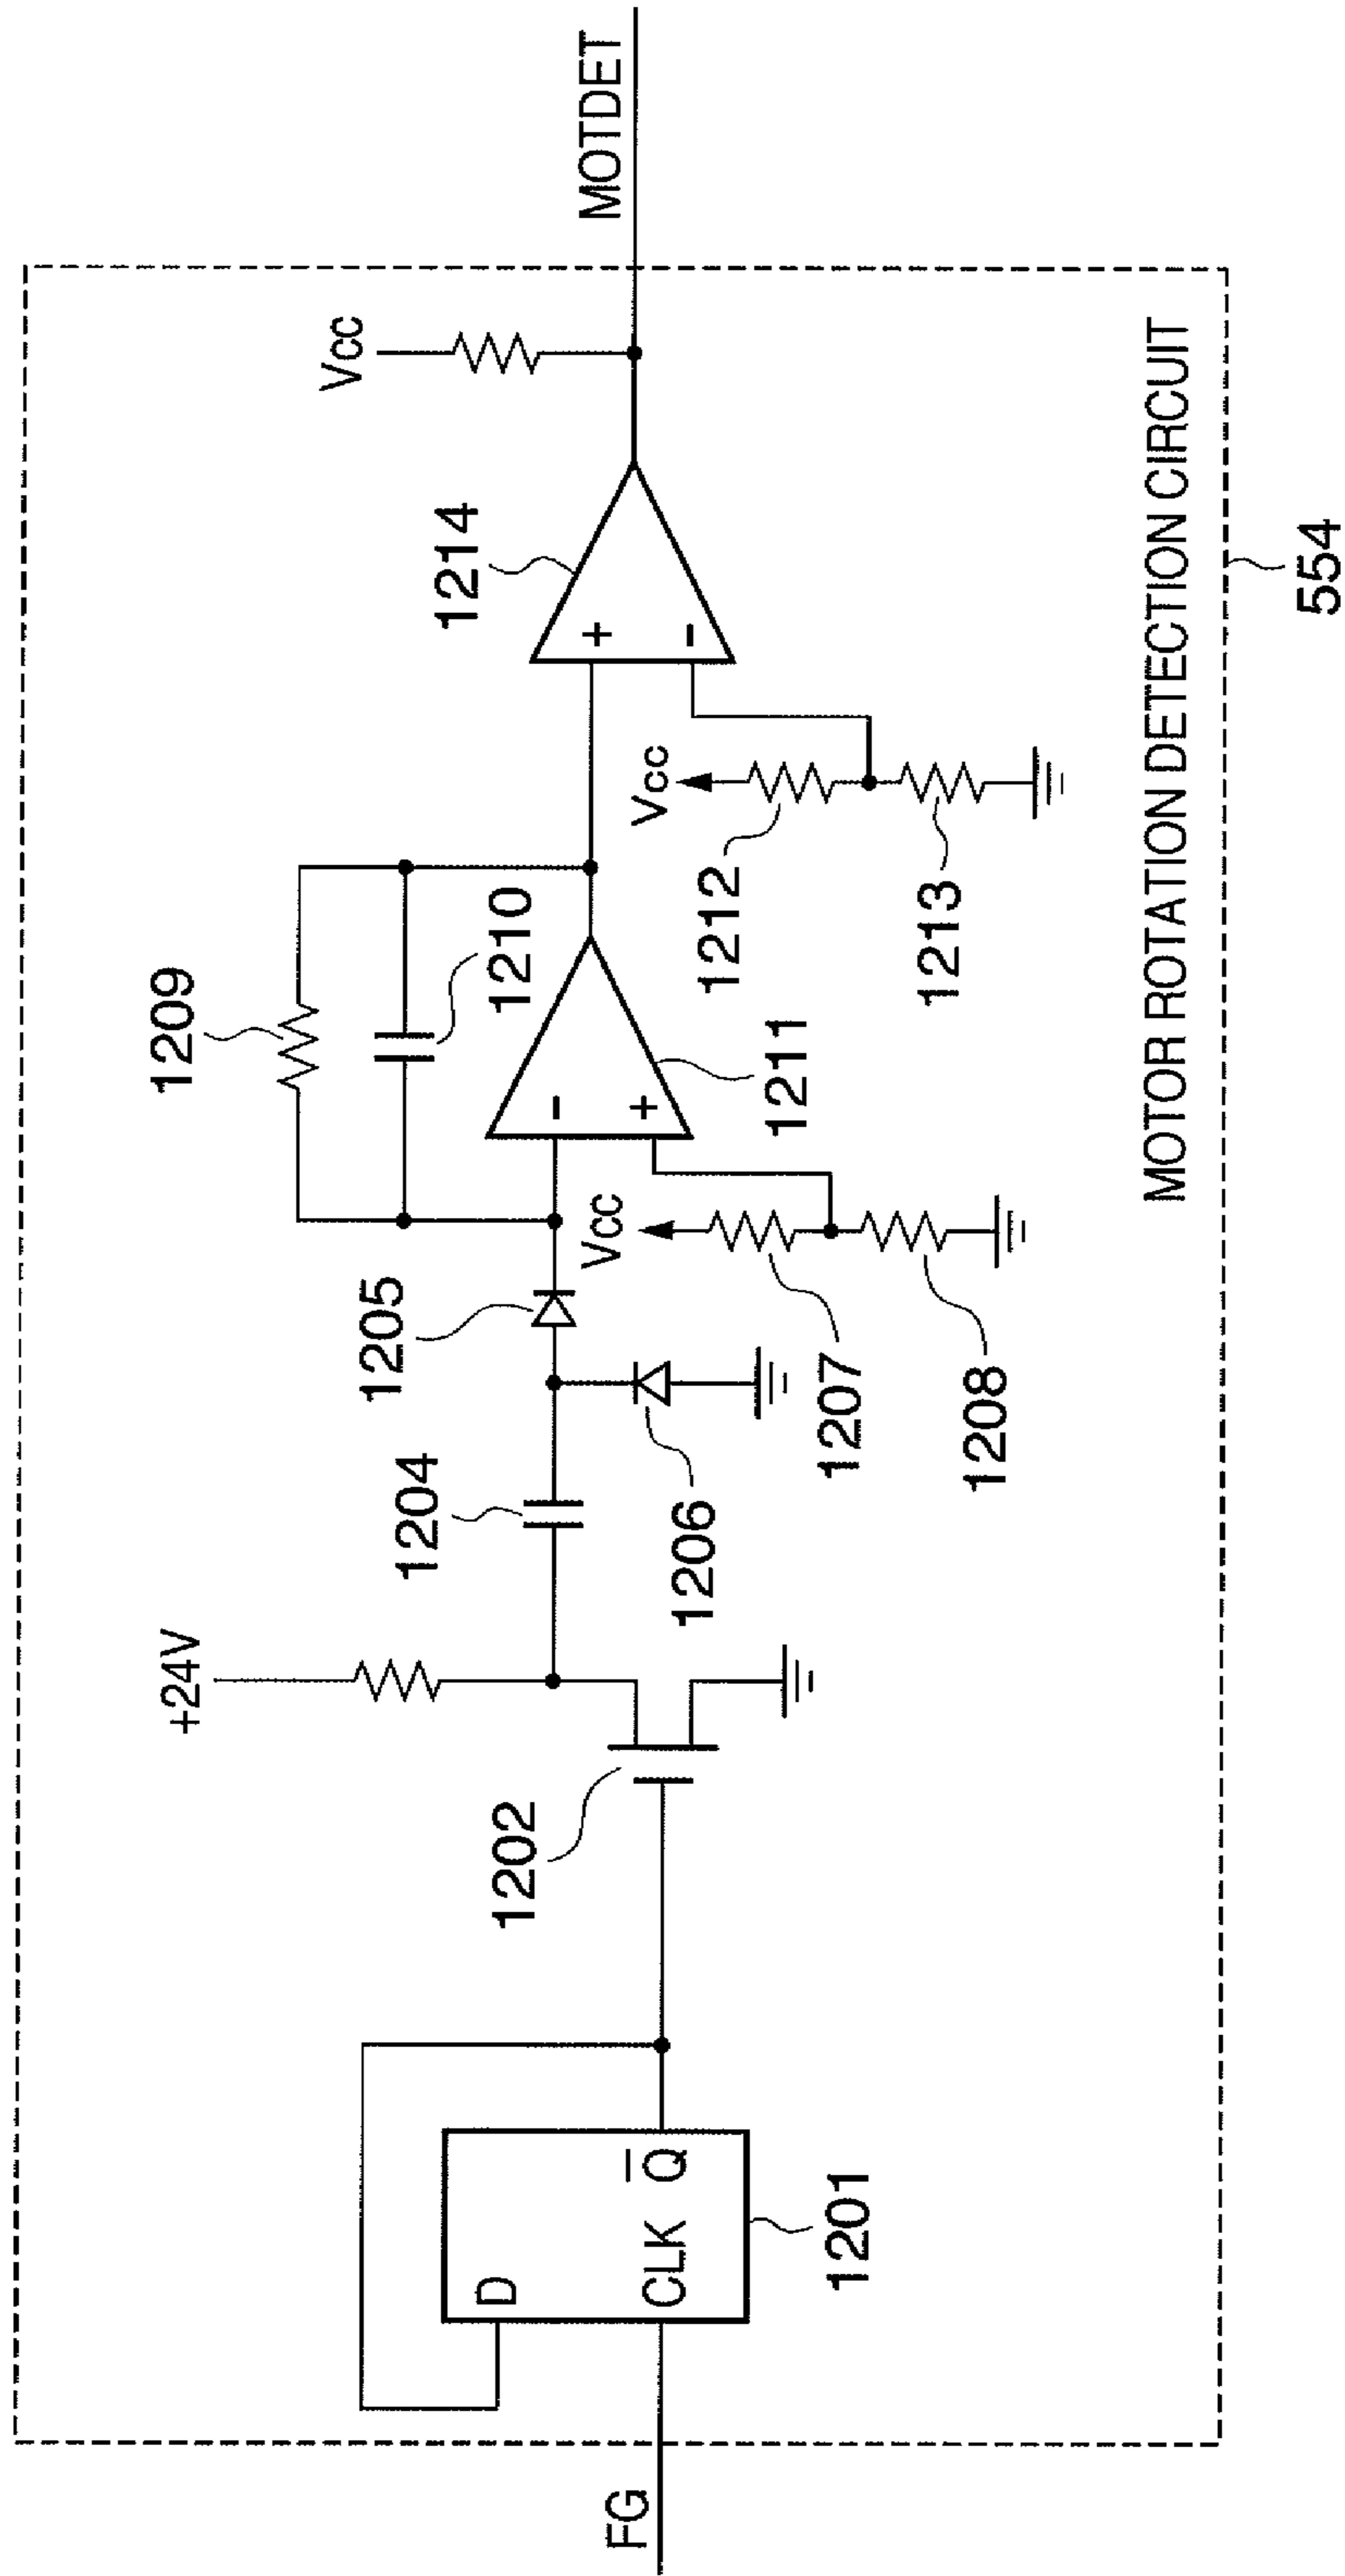 FG
D
CLK Q̅
1201
1202
+24V
1204
1206
1205
Vcc
1207
1208
1209
1210
-
+
1211
Vcc
1212
1213
+
-
1214
Vcc
MOTDET
MOTOR ROTATION DETECTION CIRCUIT
554